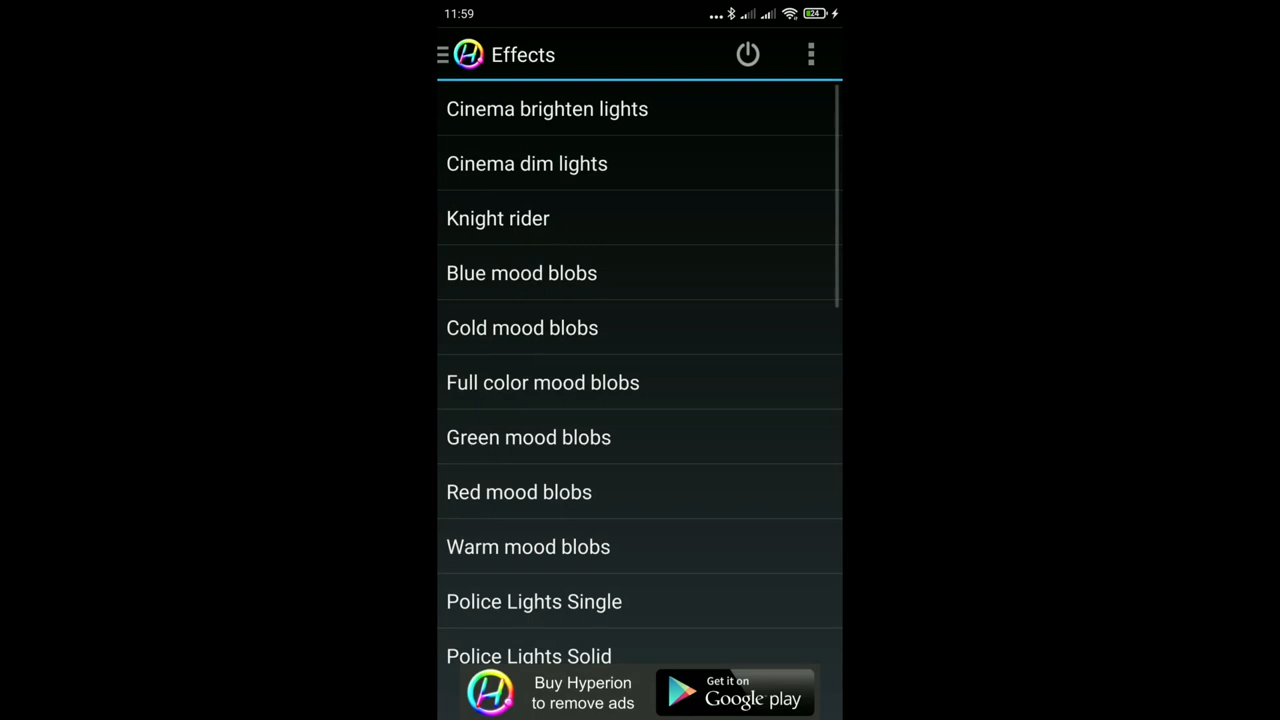 11:59
24
Effects
Cinema brighten lights
Cinema dim lights
Knight rider
Blue mood blobs
Cold mood blobs
Full color mood blobs
Green mood blobs
Red mood blobs
Warm mood blobs
Police Lights Single
Police Lights Solid
Buy Hyperion
to remove ads
Get it on
Google play